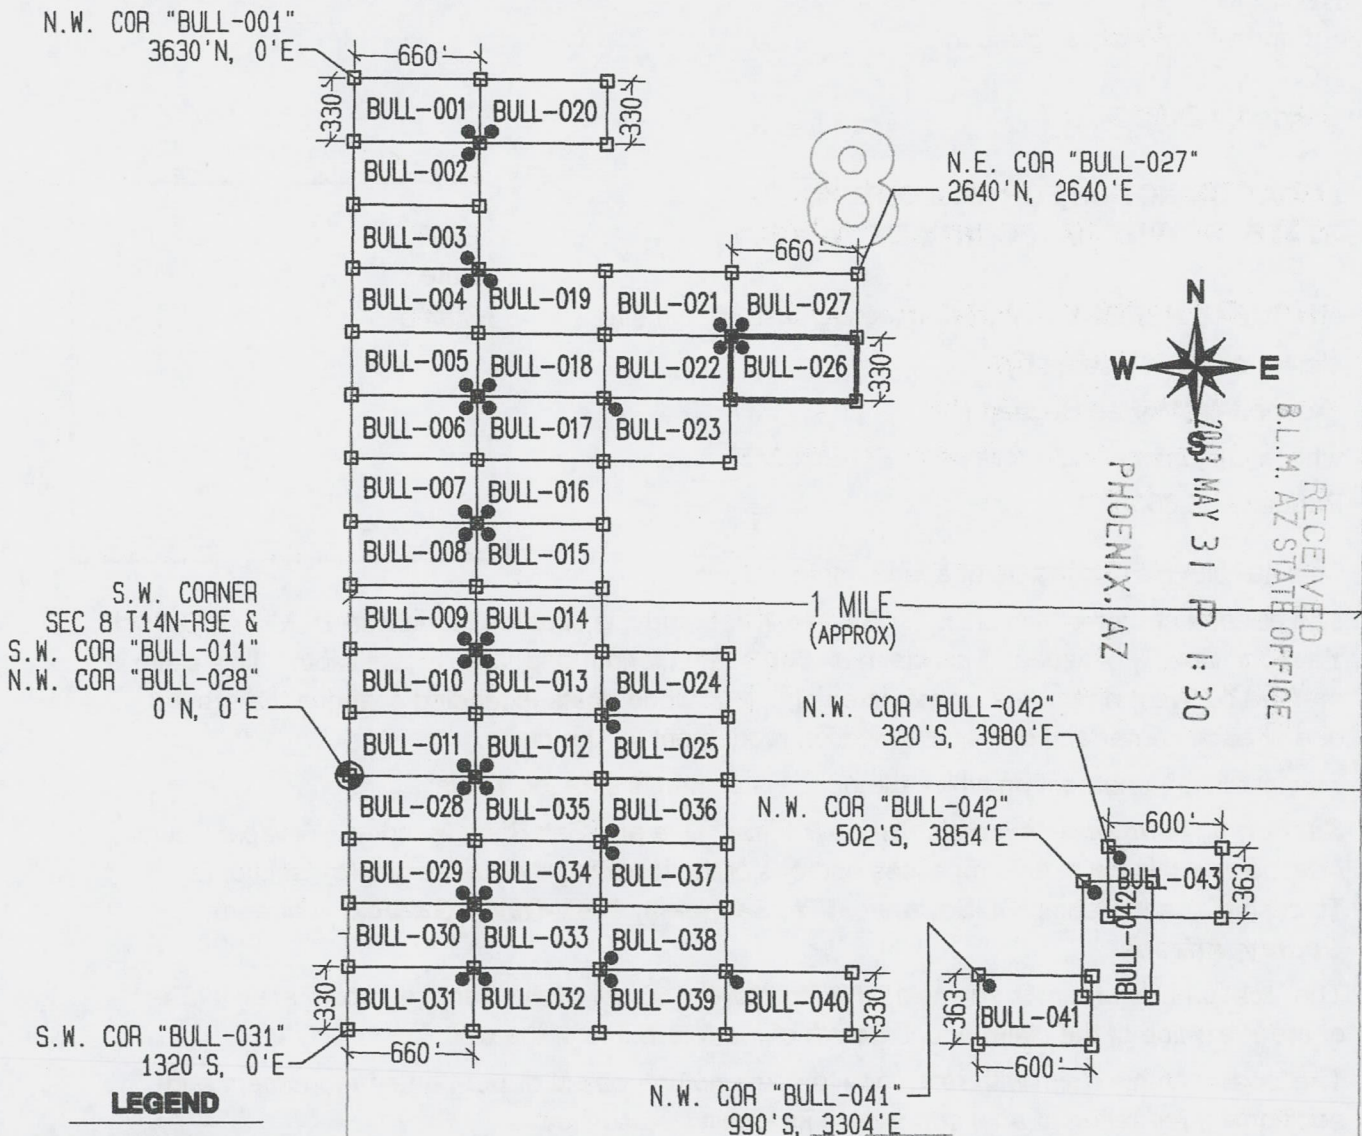 N.W. COR "BULL-001"
3630'N, 0'E
660'
330'
BULL-001
BULL-020
330'
BULL-002
8
N.E. COR "BULL-027"
2640'N, 2640'E
BULL-003
660'
BULL-004
BULL-019
BULL-021
BULL-027
N
BULL-005
BULL-018
BULL-022
BULL-026
330'
W
E
S
BULL-006
BULL-017
BULL-023
RECEIVED
B.L.M. AZ STATE OFFICE
2013 MAY 31 P 1:30
PHOENIX, AZ
BULL-007
BULL-016
BULL-008
BULL-015
S.W. CORNER
SEC 8 T14N-R9E &
S.W. COR "BULL-011"
N.W. COR "BULL-028"
0 N, 0'E
BULL-009
BULL-014
1 MILE
(APPROX)
BULL-010
BULL-013
BULL-024
N.W. COR "BULL-042"
320'S, 3980'E
BULL-011
BULL-012
BULL-025
BULL-028
BULL-035
BULL-036
N.W. COR "BULL-042"
502'S, 3854'E
600'
BULL-029
BULL-034
BULL-037
BULL-043
363'
BULL-042
BULL-030
BULL-033
BULL-038
330'
BULL-031
BULL-032
BULL-039
BULL-040
330'
363'
BULL-041
S.W. COR "BULL-031"
1320'S, 0'E
660'
600'
N.W. COR "BULL-041"
990'S, 3304'E
LEGEND